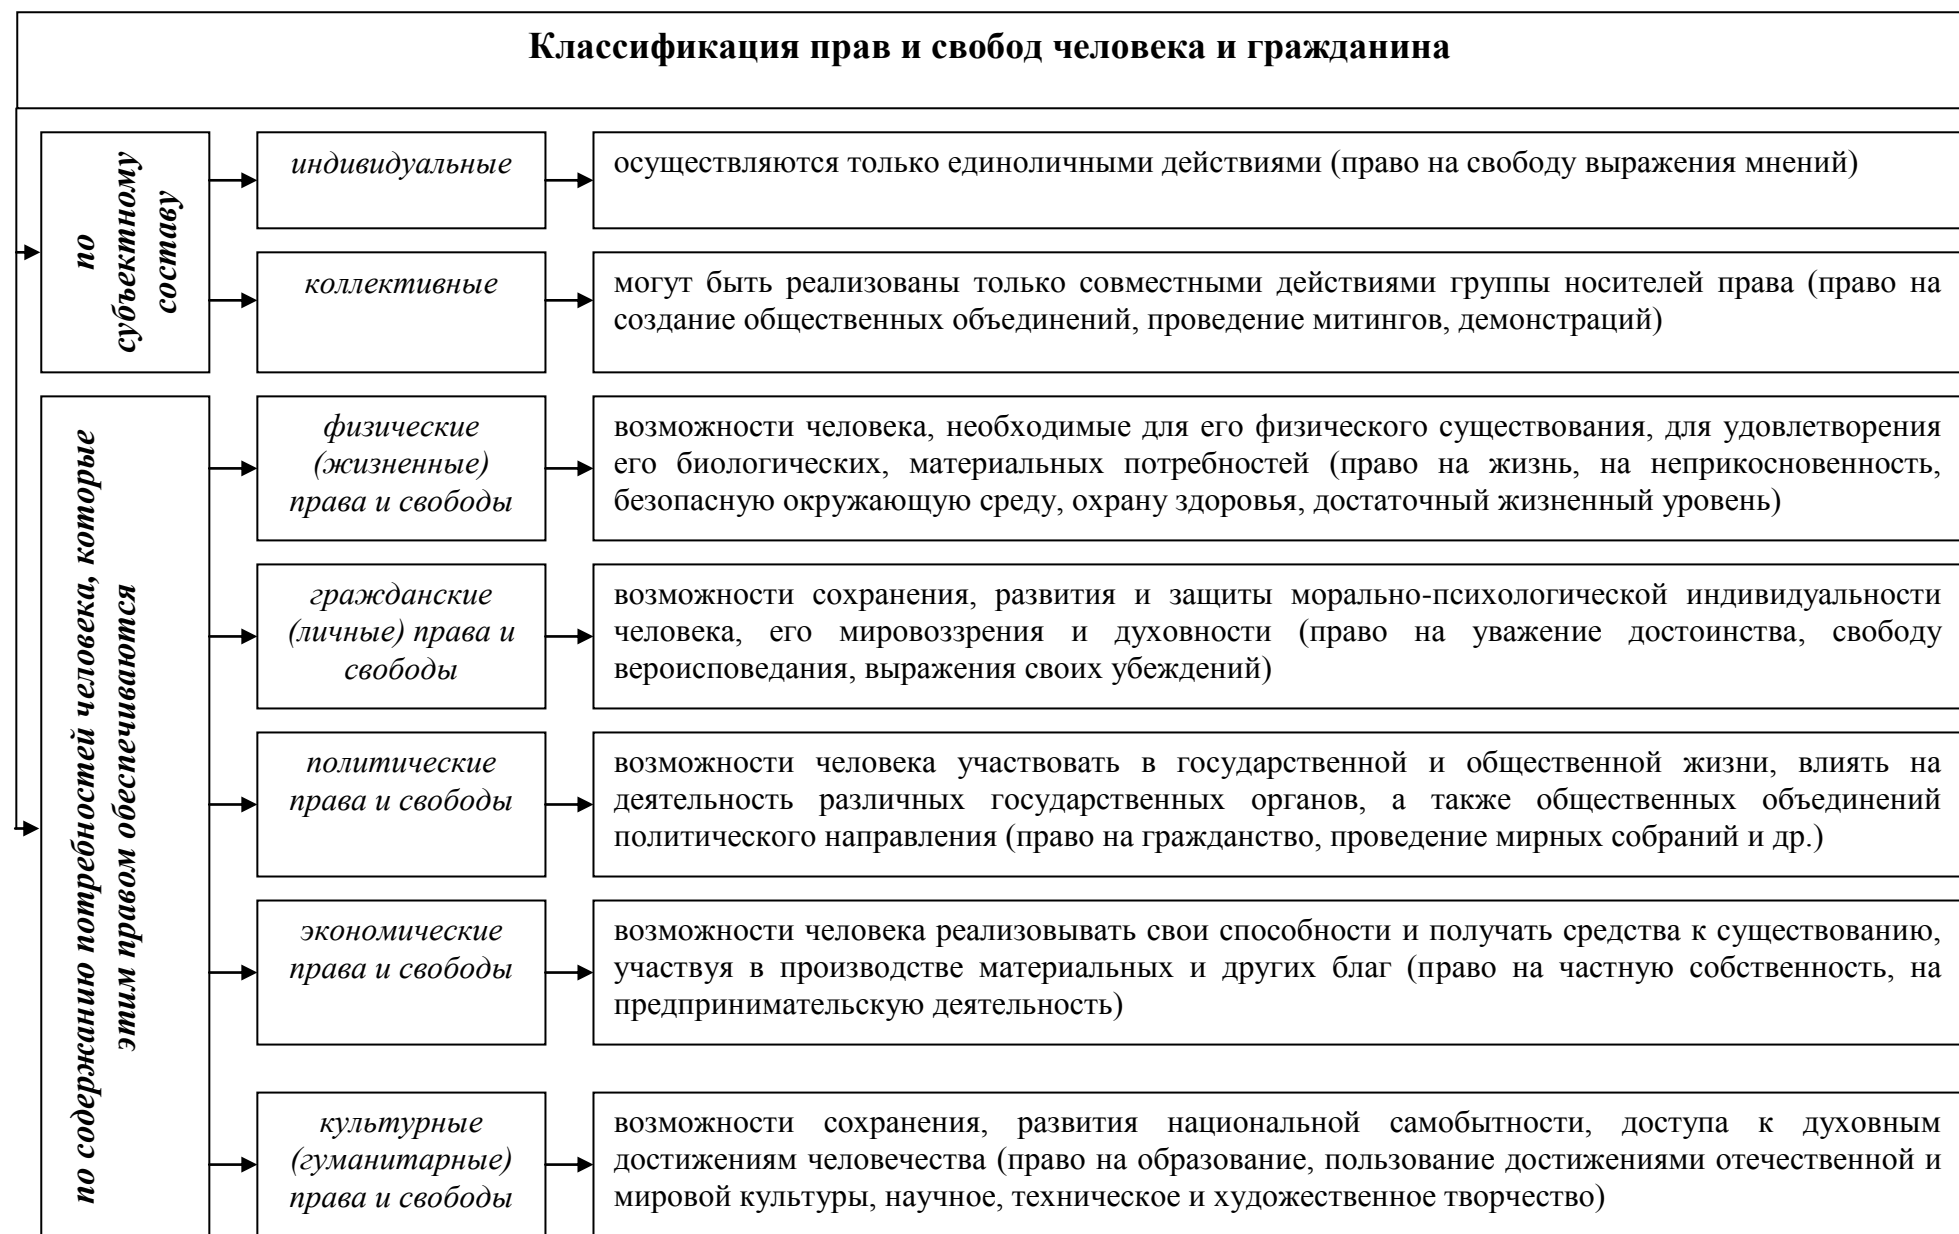 Классификация прав и свобод человека и гражданина
по
субъектному
составу
индивидуальные
осуществляются только единоличными действиями (право на свободу выражения мнений)
коллективные
могут быть реализованы только совместными действиями группы носителей права (право на
создание общественных объединений, проведение митингов, демонстраций)
по содержанию потребностей человека, которые
этим правом обеспечиваются
физические
(жизненные)
права и свободы
возможности человека, необходимые для его физического существования, для удовлетворения
его биологических, материальных потребностей (право на жизнь, на неприкосновенность,
безопасную окружающую среду, охрану здоровья, достаточный жизненный уровень)
гражданские
(личные) права и
свободы
возможности сохранения, развития и защиты морально-психологической индивидуальности
человека, его мировоззрения и духовности (право на уважение достоинства, свободу
вероисповедания, выражения своих убеждений)
политические
права и свободы
возможности человека участвовать в государственной и общественной жизни, влиять на
деятельность различных государственных органов, а также общественных объединений
политического направления (право на гражданство, проведение мирных собраний и др.)
экономические
права и свободы
возможности человека реализовывать свои способности и получать средства к существованию,
участвуя в производстве материальных и других благ (право на частную собственность, на
предпринимательскую деятельность)
культурные
(гуманитарные)
права и свободы
возможности сохранения, развития национальной самобытности, доступа к духовным
достижениям человечества (право на образование, пользование достижениями отечественной и
мировой культуры, научное, техническое и художественное творчество)